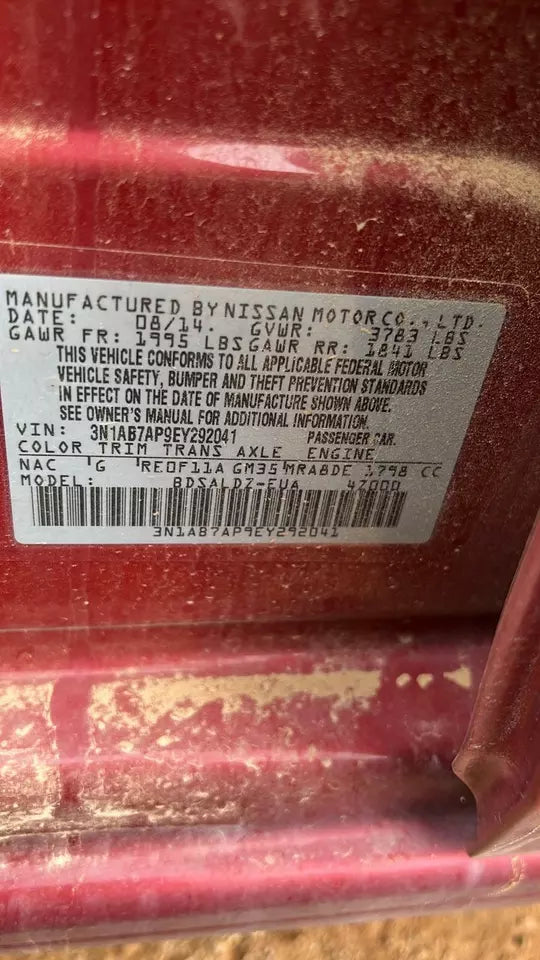 MANUFACTURED BY NISSAN MOTOR CO., LTD.
DATE: 08/14. GVWR: 3783 LBS
GAWR FR: 1995 LBS GAWR RR: 1841 LBS
THIS VEHICLE CONFORMS TO ALL APPLICABLE FEDERAL MOTOR
VEHICLE SAFETY, BUMPER AND THEFT PREVENTION STANDARDS
IN EFFECT ON THE DATE OF MANUFACTURE SHOWN ABOVE.
SEE OWNER'S MANUAL FOR ADDITIONAL INFORMATION.
VIN: 3N1AB7AP9EY292041 PASSENGER CAR.
COLOR TRIM TRANS AXLE ENGINE
NAC G RE0F11A GM35 MRA8DE 1798 CC
MODEL: BDSALDZ-EUA 47000
3N1AB7AP9EY292041